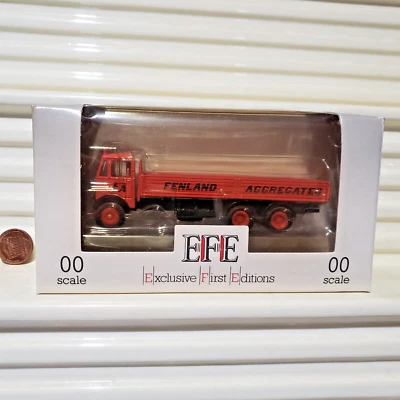 FENLAND AGGREGATES
EFE
00 scale
Exclusive First Editions
00 scale